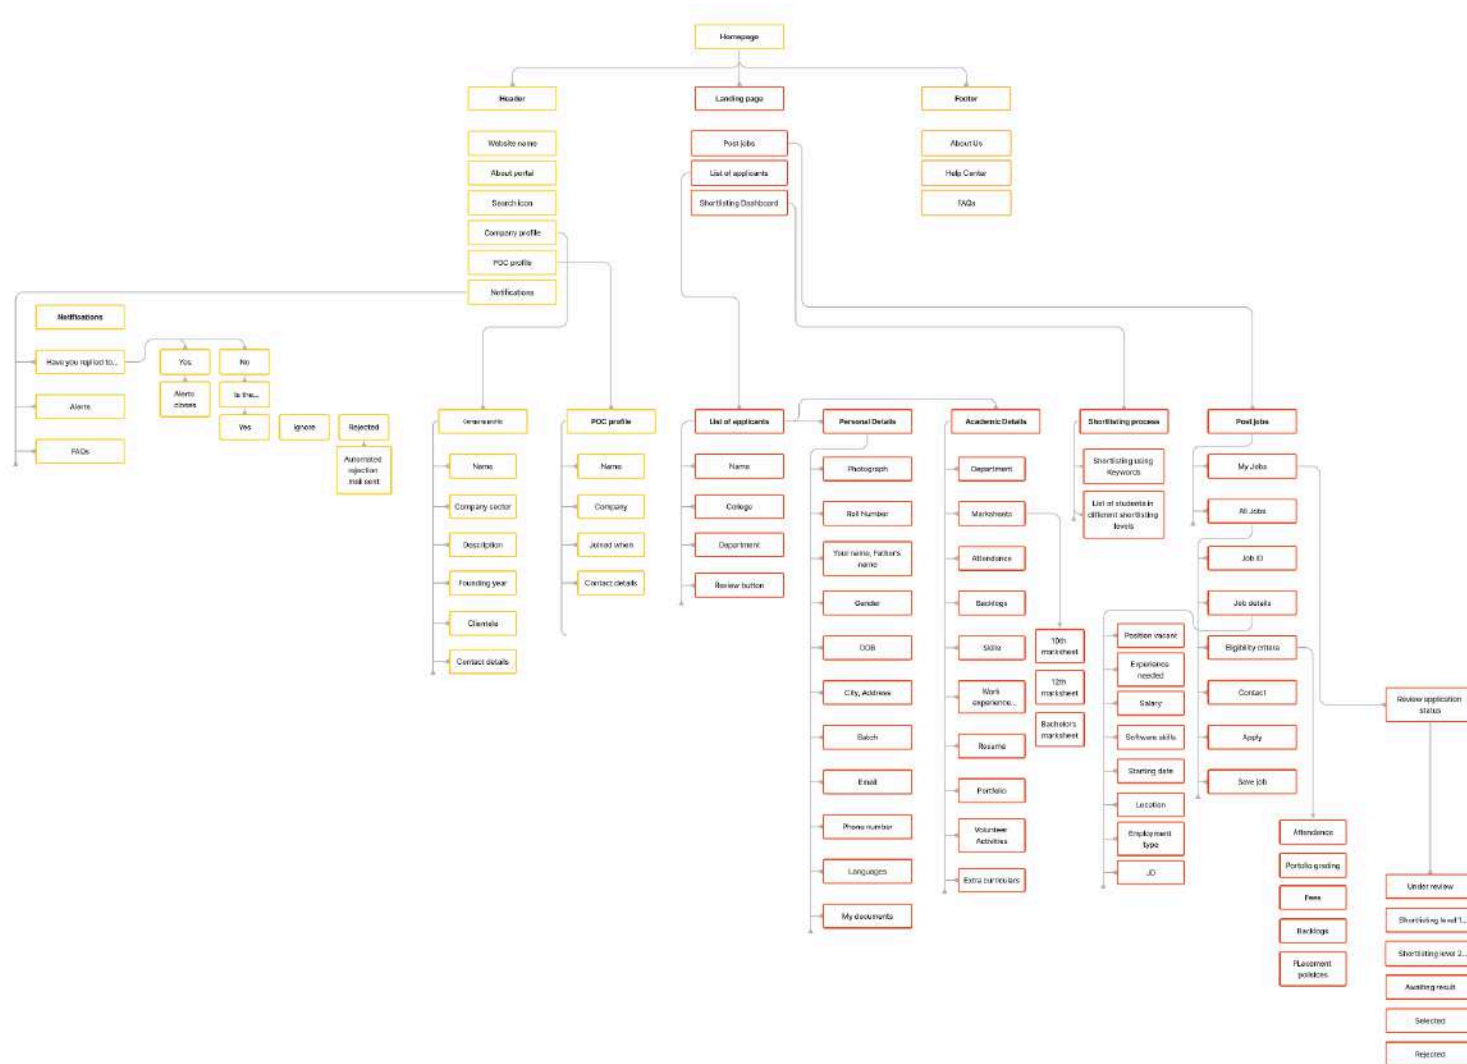 Homepage
Header
Landing page
Footer
Website name
About portal
Search icon
Company profile
POC profile
Notifications
Post jobs
List of applicants
Shortlisting Dashboard
About Us
Help Center
FAQs
Notifications
Have you replied to...
Yes
No
Alerts
closes
Is the...
Alerts
Yes
Ignore
Rejected
FAQs
Automated
rejection
mail sent
Company profile
Name
Company sector
Description
Founding year
Clientele
Contact details
POC profile
Name
Company
Joined when
Contact details
List of applicants
Name
College
Department
Review button
Personal Details
Photograph
Roll Number
Your name, Father's
name
Gender
DOB
City, Address
Batch
Email
Phone number
Languages
My documents
Academic Details
Department
Marksheets
Attendance
Backlogs
Skills
Work
experience...
Resume
Portfolio
Volunteer
Activities
Extra curriculars
10th
marksheet
12th
marksheet
Bachelors
marksheet
Shortlisting process
Shortlisting using
Keywords
List of students in
different shortlisting
levels
Post jobs
My Jobs
All Jobs
Job ID
Job details
Eligibility critera
Contact
Apply
Save job
Position vacant
Experience
needed
Salary
Software skills
Starting date
Location
Employment
type
JD
Attendance
Portolio grading
Fees
Backlogs
PLacement
Review application
status
Under review
Shortlisting level 1...
Shortlisting level 2...
Awaiting result
Selected
Rejected